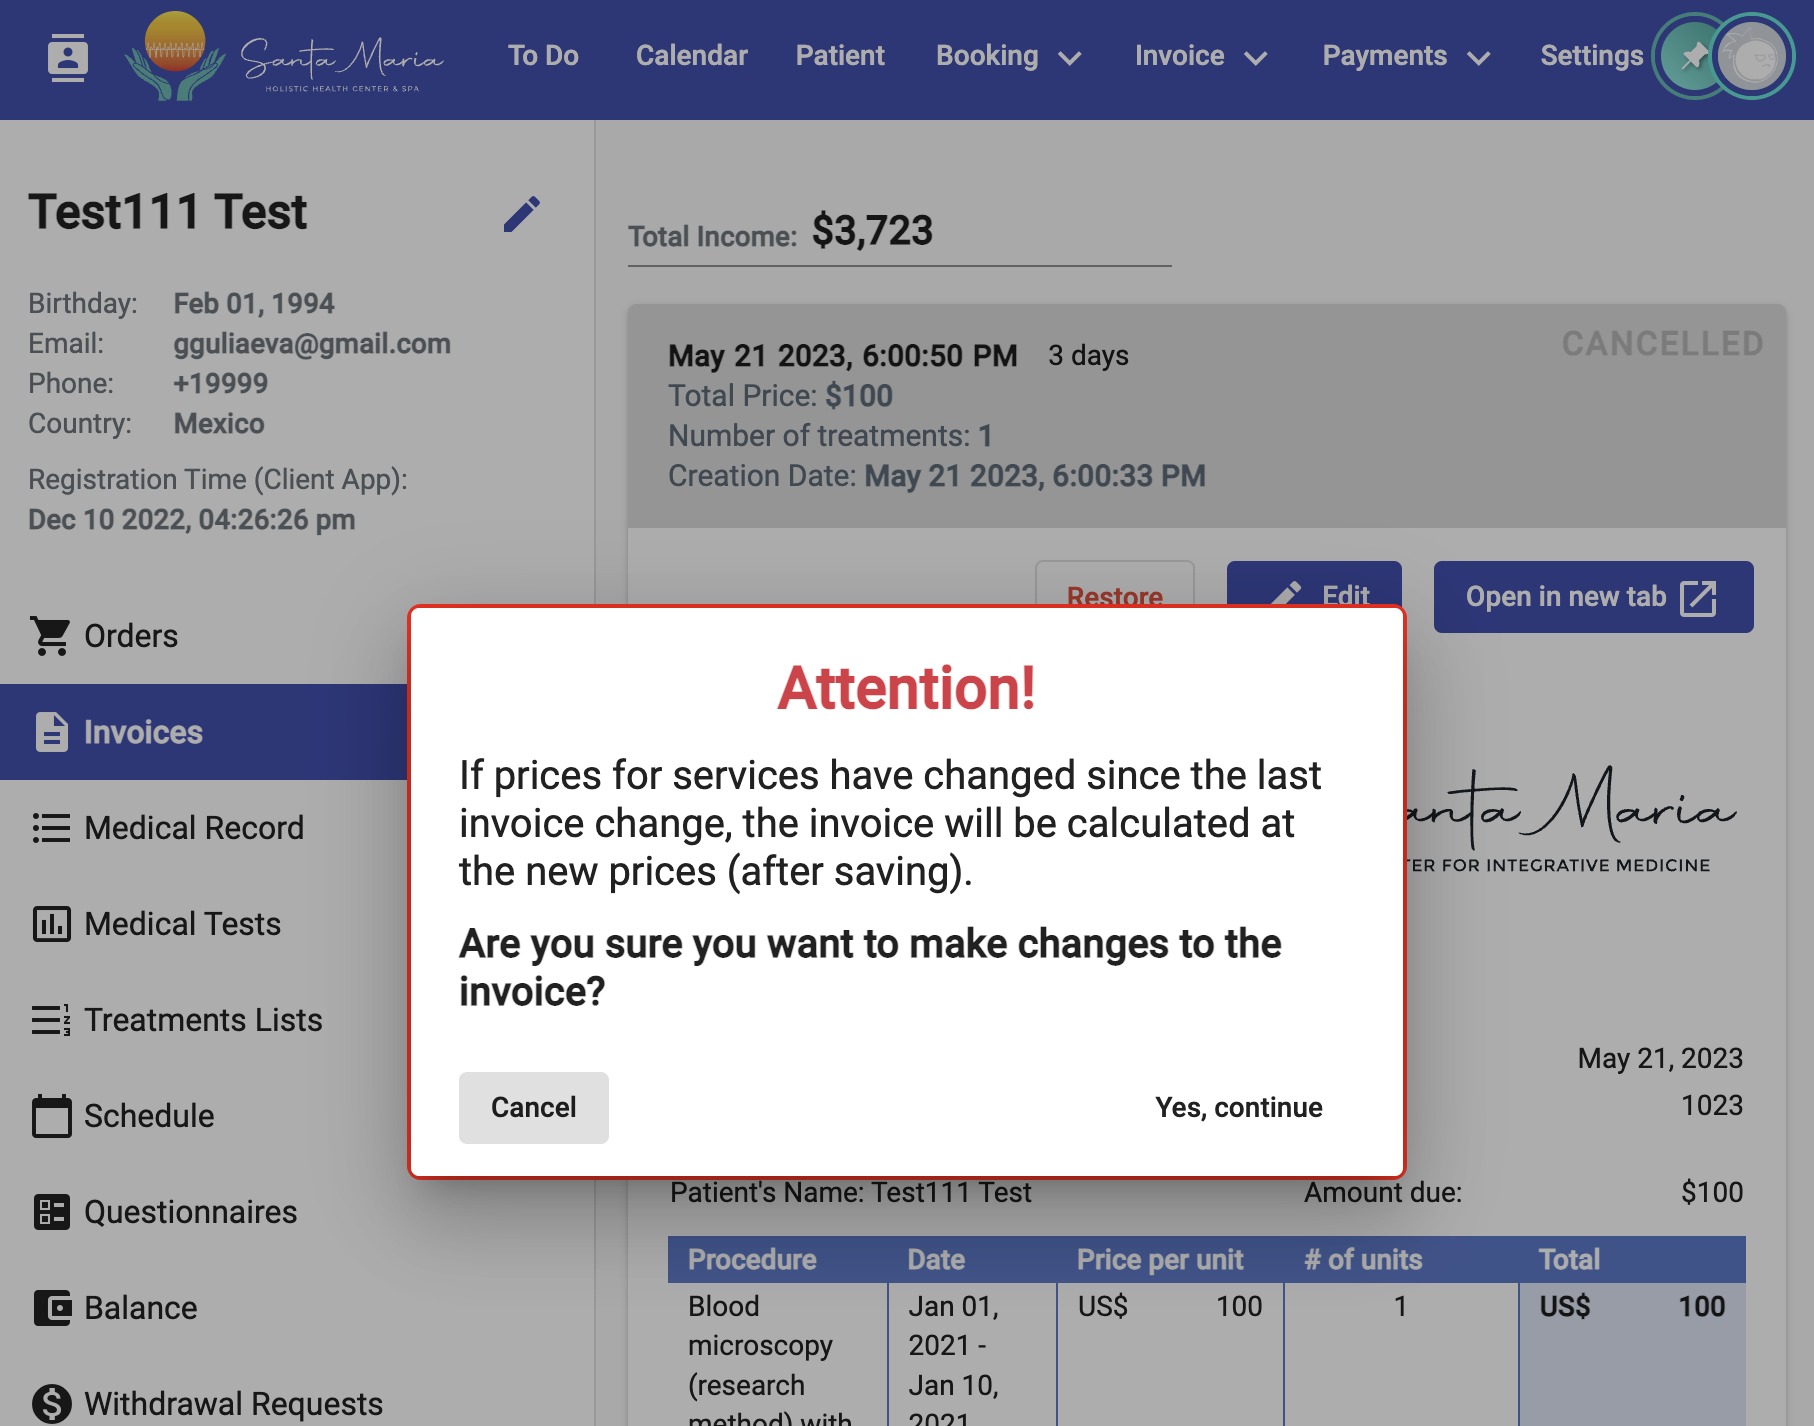 Santa Maria
HOLISTIC HEALTH CENTER & SPA
To Do
Calendar
Patient
Booking
Invoice
Payments
Settings
Test111 Test
Birthday: Feb 01, 1994
Email: gguliaeva@gmail.com
Phone: +19999
Country: Mexico
Registration Time (Client App):
Dec 10 2022, 04:26:26 pm
Orders
Invoices
Medical Record
Medical Tests
Treatments Lists
Schedule
Questionnaires
Balance
Withdrawal Requests
Total Income: $3,723
May 21 2023, 6:00:50 PM 3 days
CANCELLED
Total Price: $100
Number of treatments: 1
Creation Date: May 21 2023, 6:00:33 PM
Restore
Edit
Open in new tab
Attention!
If prices for services have changed since the last
invoice change, the invoice will be calculated at
the new prices (after saving).
Are you sure you want to make changes to the
invoice?
Cancel
Yes, continue
Maria
FOR INTEGRATIVE MEDICINE
May 21, 2023
1023
Patient's Name: Test111 Test
Amount due: $100
Procedure Date Price per unit # of units Total
Blood Jan 01, US$ 100 1 US$ 100
microscopy 2021 -
(research Jan 10,
method) with 2021